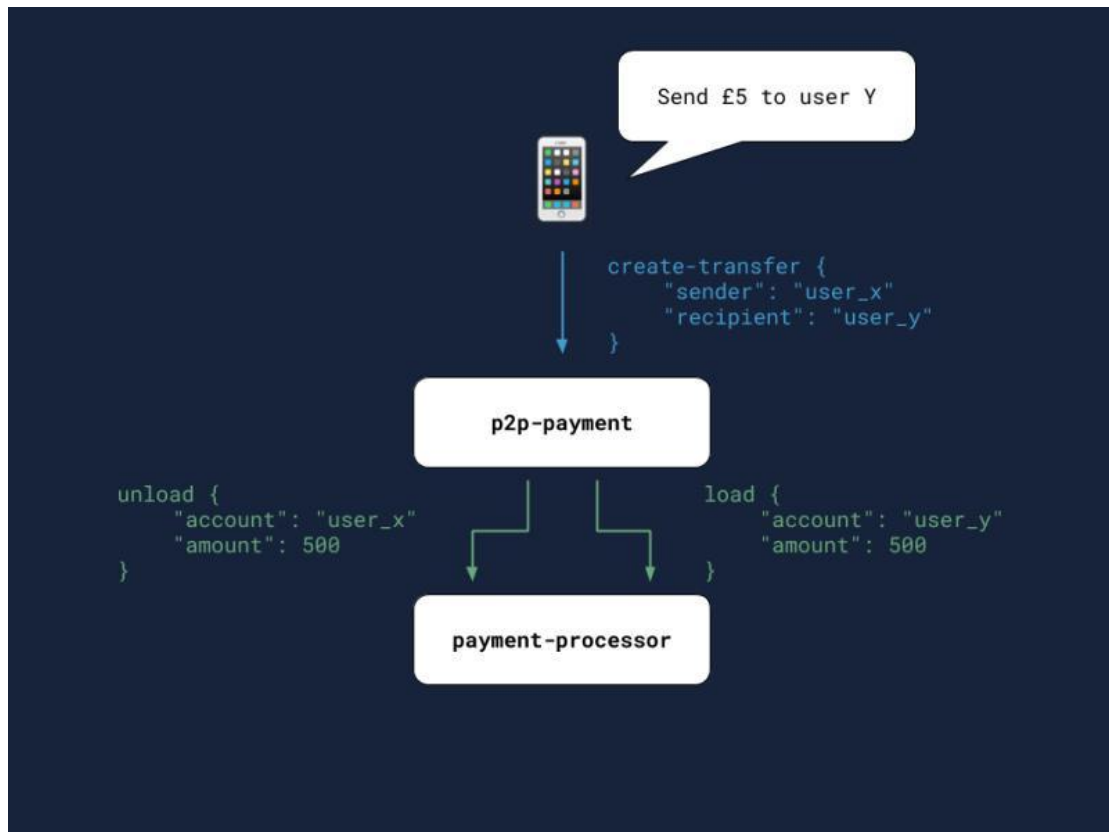 Send £5 to user Y
create-transfer {
"sender": "user_x"
"recipient": "user_y"
}
p2p-payment
unload {
"account": "user_x"
"amount": 500
}
load {
"account": "user_y"
"amount": 500
}
payment-processor